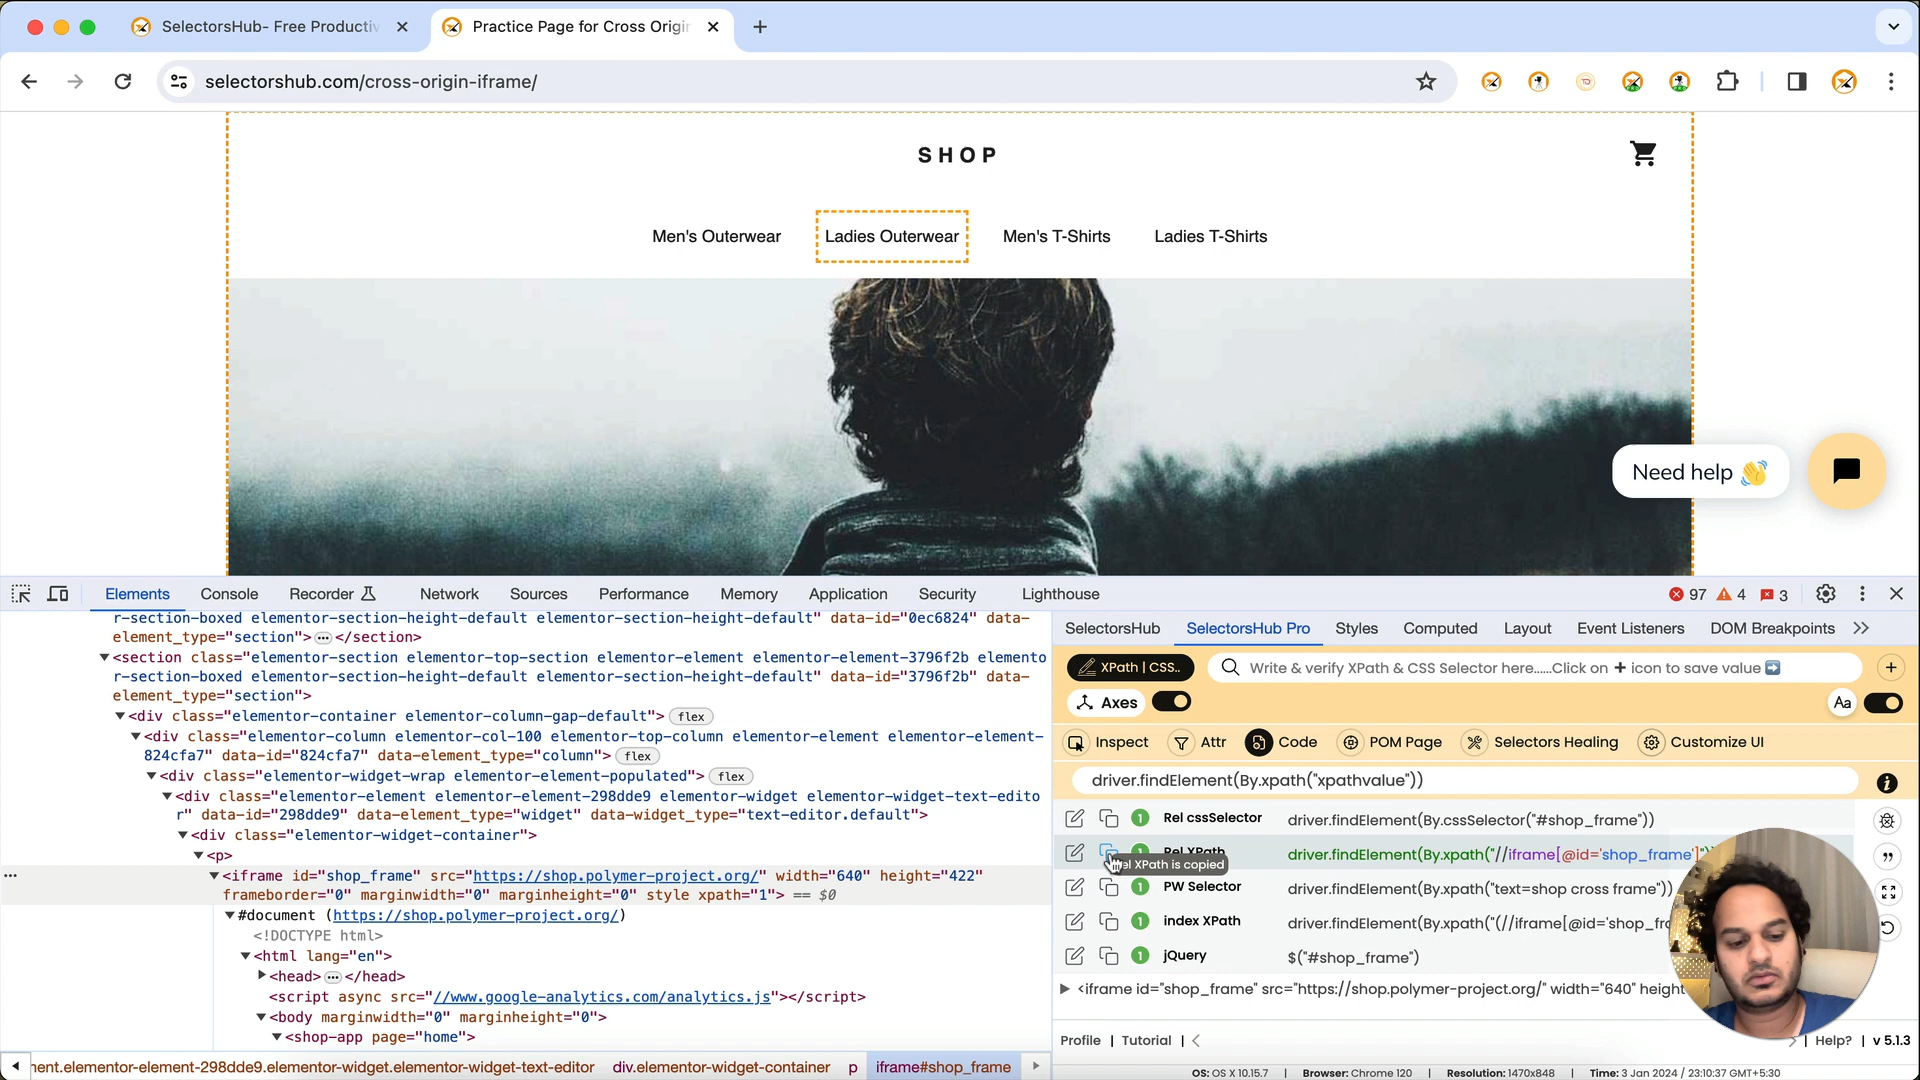 SelectorsHub- Free Productiv
Practice Page for Cross Origin
selectorshub.com/cross-origin-iframe/
SHOP
Men's Outerwear
Ladies Outerwear
Men's T-Shirts
Ladies T-Shirts
Need help 👋
Elements
Console
Recorder
Network
Sources
Performance
Memory
Application
Security
Lighthouse
97
4
3
r-section-boxed elementor-section-height-default elementor-section-height-default" data-id="0ec6824" data-
element_type="section">…</section>
<section class="elementor-section elementor-top-section elementor-element elementor-element-3796f2b elemento
r-section-boxed elementor-section-height-default elementor-section-height-default" data-id="3796f2b" data-
element_type="section">
<div class="elementor-container elementor-column-gap-default"> flex
<div class="elementor-column elementor-col-100 elementor-top-column elementor-element elementor-element-
824cfa7" data-id="824cfa7" data-element_type="column"> flex
<div class="elementor-widget-wrap elementor-element-populated"> flex
<div class="elementor-element elementor-element-298dde9 elementor-widget elementor-widget-text-edito
r" data-id="298dde9" data-element_type="widget" data-widget_type="text-editor.default">
<div class="elementor-widget-container">
<p>
… <iframe id="shop_frame" src="https://shop.polymer-project.org/" width="640" height="422"
frameborder="0" marginwidth="0" marginheight="0" style xpath="1"> == $0
#document (https://shop.polymer-project.org/)
<!DOCTYPE html>
<html lang="en">
<head>…</head>
<script async src="//www.google-analytics.com/analytics.js"></script>
<body marginwidth="0" marginheight="0">
<shop-app page="home">
nent.elementor-element-298dde9.elementor-widget.elementor-widget-text-editor
div.elementor-widget-container
p
iframe#shop_frame
SelectorsHub
SelectorsHub Pro
Styles
Computed
Layout
Event Listeners
DOM Breakpoints
XPath | CSS..
Write & verify XPath & CSS Selector here......Click on + icon to save value
Axes
Aa
Inspect
Attr
Code
POM Page
Selectors Healing
Customize UI
driver.findElement(By.xpath("xpathvalue"))
1 Rel cssSelector driver.findElement(By.cssSelector("#shop_frame"))
1 Rel XPath driver.findElement(By.xpath("//iframe[@id='shop_frame']"))
Rel XPath is copied
1 PW Selector driver.findElement(By.xpath("text=shop cross frame"))
1 index XPath driver.findElement(By.xpath("(//iframe[@id='shop_fra
1 jQuery $("#shop_frame")
<iframe id="shop_frame" src="https://shop.polymer-project.org/" width="640" height
Profile | Tutorial
Help? | v 5.1.3
OS: OS X 10.15.7 | Browser: Chrome 120 | Resolution: 1470x848 | Time: 3 Jan 2024 / 23:10:37 GMT+5:30